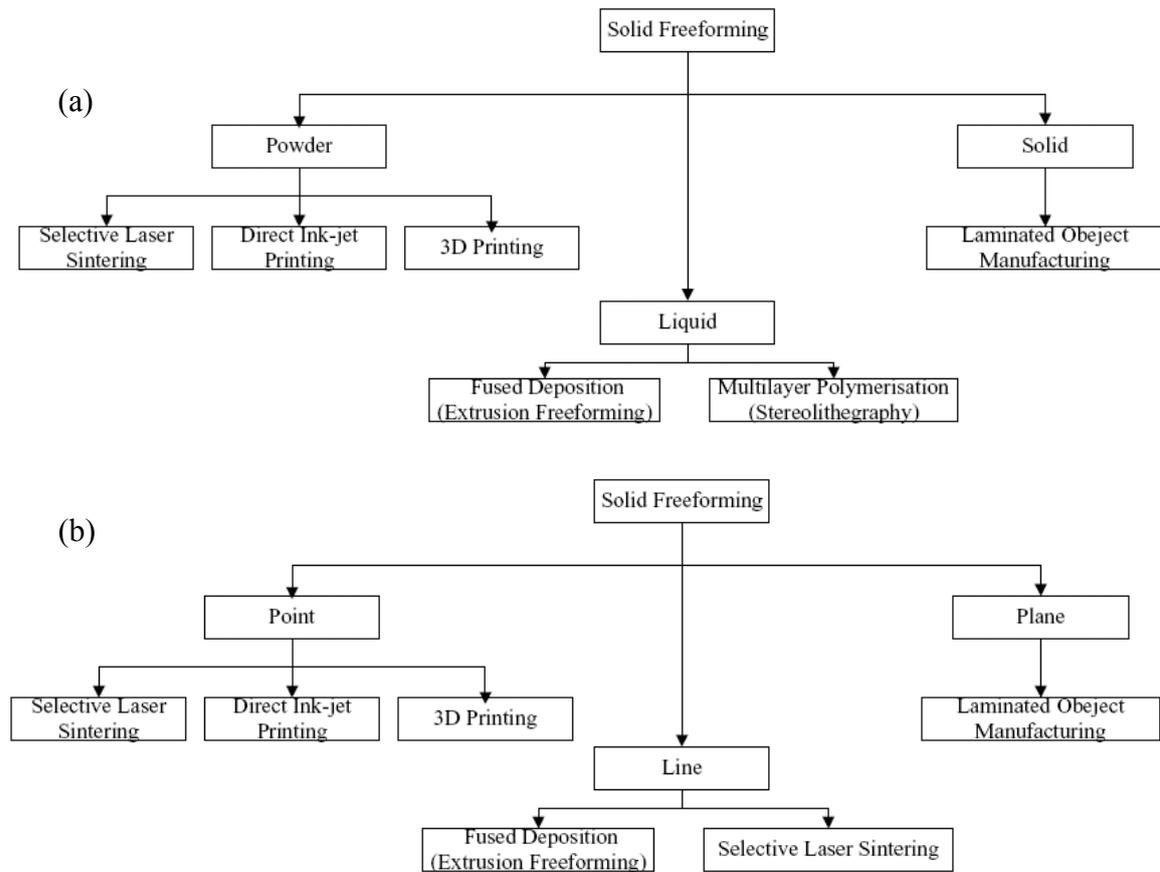 Solid Freeforming
(a)
Powder
Solid
Selective Laser
Sintering
Direct Ink-jet
Printing
3D Printing
Laminated Obeject
Manufacturing
Liquid
Fused Deposition
(Extrusion Freeforming)
Multilayer Polymerisation
(Stereolithegraphy)
Solid Freeforming
(b)
Point
Plane
Selective Laser
Sintering
Direct Ink-jet
Printing
3D Printing
Laminated Obeject
Manufacturing
Line
Fused Deposition
(Extrusion Freeforming)
Selective Laser Sintering